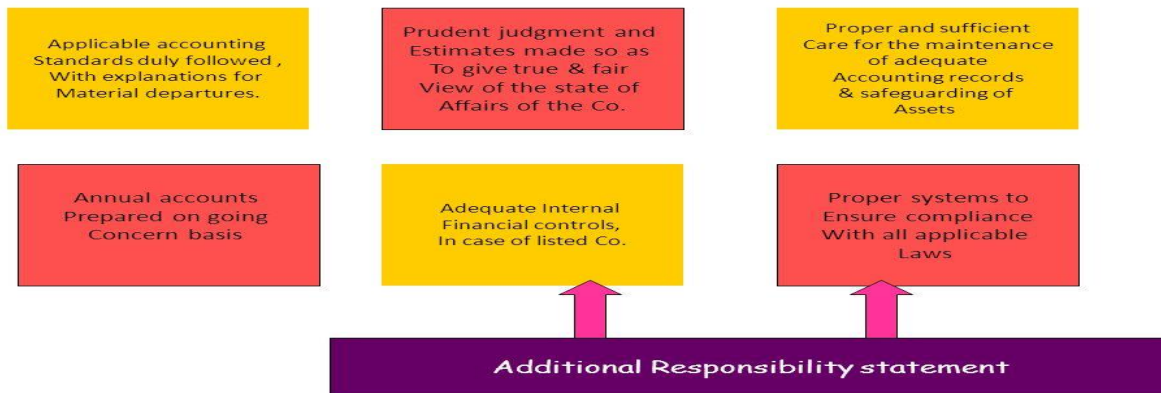 Applicable accounting
Standards duly followed ,
With explanations for
Material departures.
Prudent judgment and
Estimates made so as
To give true & fair
View of the state of
Affairs of the Co.
Proper and sufficient
Care for the maintenance
of adequate
Accounting records
& safeguarding of
Assets
Annual accounts
Prepared on going
Concern basis
Adequate Internal
Financial controls,
In case of listed Co.
Proper systems to
Ensure compliance
With all applicable
Laws
Additional Responsibility statement